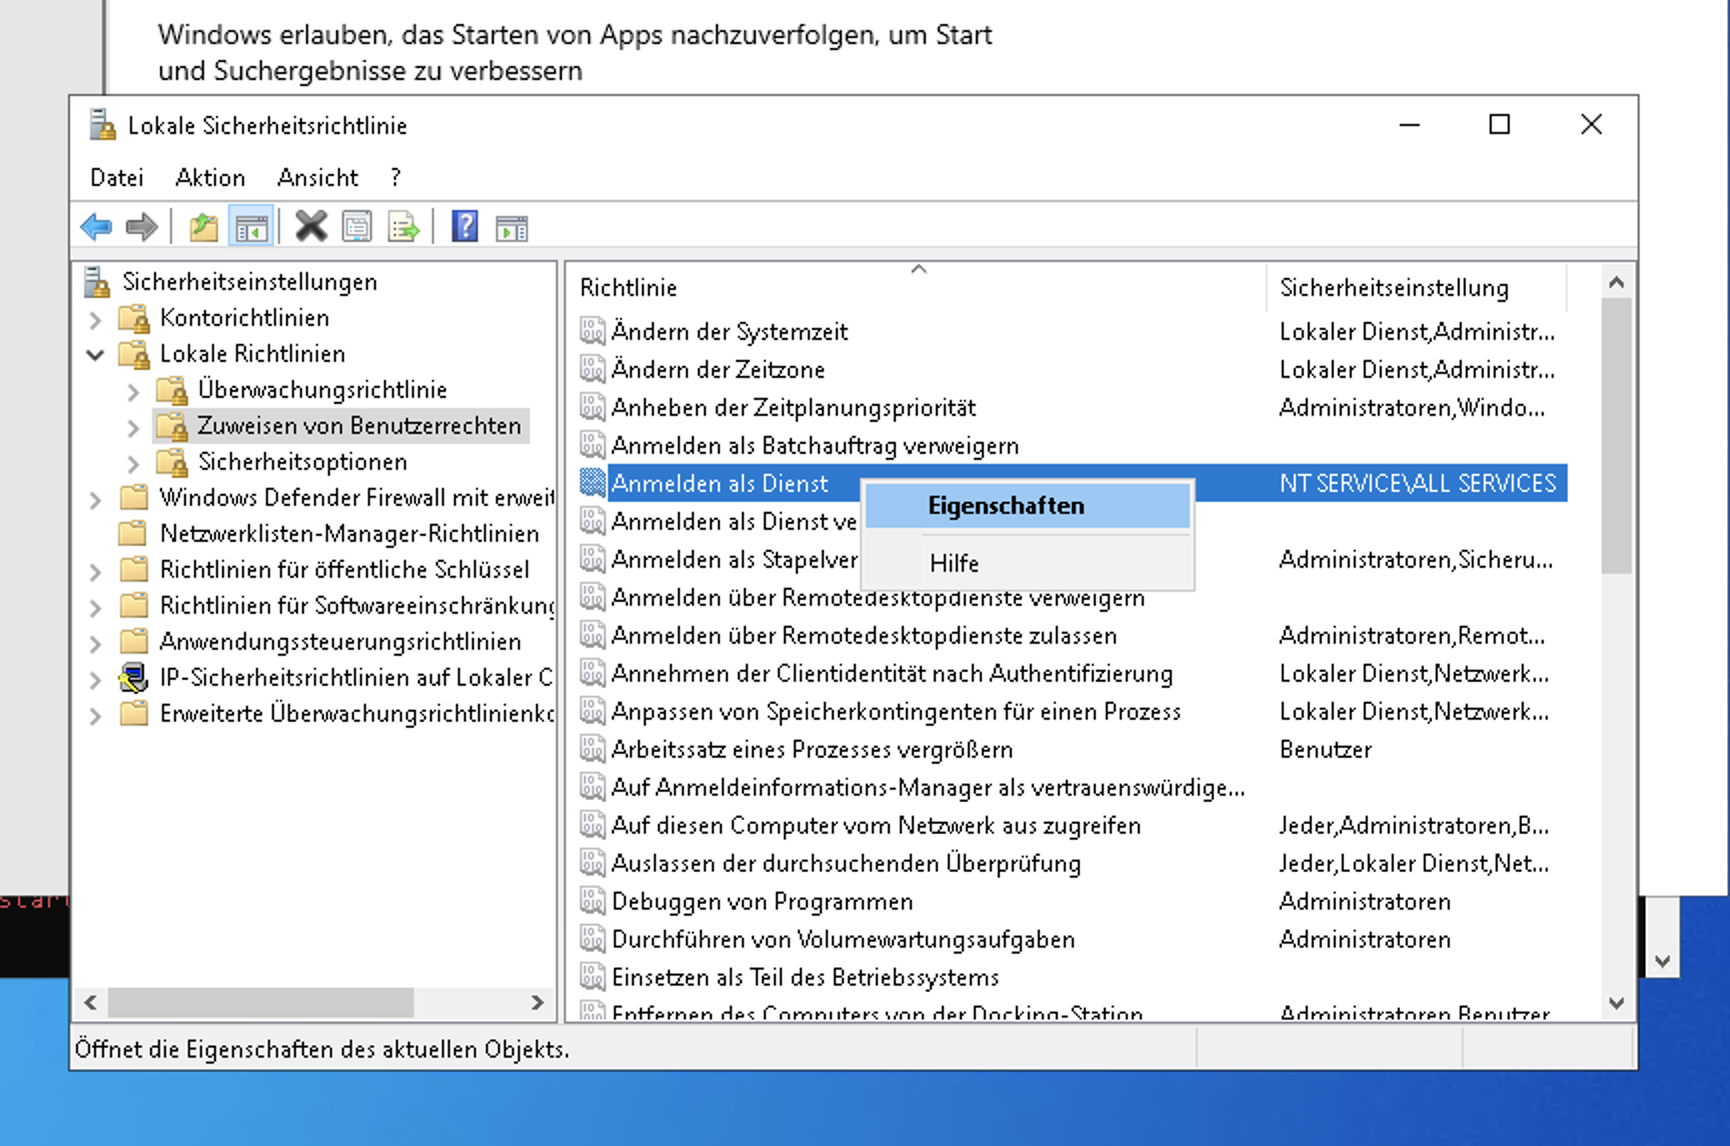 Windows erlauben, das Starten von Apps nachzuverfolgen, um Start
und Suchergebnisse zu verbessern
Lokale Sicherheitsrichtlinie
Datei Aktion Ansicht ?
Sicherheitseinstellungen
Kontorichtlinien
Lokale Richtlinien
Überwachungsrichtlinie
Zuweisen von Benutzerrechten
Sicherheitsoptionen
Windows Defender Firewall mit erweit
Netzwerklisten-Manager-Richtlinien
Richtlinien für öffentliche Schlüssel
Richtlinien für Softwareeinschränkung
Anwendungssteuerungsrichtlinien
IP-Sicherheitsrichtlinien auf Lokaler C
Erweiterte Überwachungsrichtlinienko
Richtlinie Sicherheitseinstellung
Ändern der Systemzeit Lokaler Dienst,Administr...
Ändern der Zeitzone Lokaler Dienst,Administr...
Anheben der Zeitplanungspriorität Administratoren,Windo...
Anmelden als Batchauftrag verweigern
Anmelden als Dienst NT SERVICE\ALL SERVICES
Anmelden als Dienst ve
Anmelden als Stapelver Administratoren,Sicheru...
Anmelden über Remotedesktopdienste verweigern
Anmelden über Remotedesktopdienste zulassen Administratoren,Remot...
Annehmen der Clientidentität nach Authentifizierung Lokaler Dienst,Netzwerk...
Anpassen von Speicherkontingenten für einen Prozess Lokaler Dienst,Netzwerk...
Arbeitssatz eines Prozesses vergrößern Benutzer
Auf Anmeldeinformations-Manager als vertrauenswürdige...
Auf diesen Computer vom Netzwerk aus zugreifen Jeder,Administratoren,B...
Auslassen der durchsuchenden Überprüfung Jeder,Lokaler Dienst,Net...
Debuggen von Programmen Administratoren
Durchführen von Volumewartungsaufgaben Administratoren
Einsetzen als Teil des Betriebssystems
Entfernen des Computers von der Docking-Station Administratoren,Benutzer
Eigenschaften
Hilfe
start
Öffnet die Eigenschaften des aktuellen Objekts.